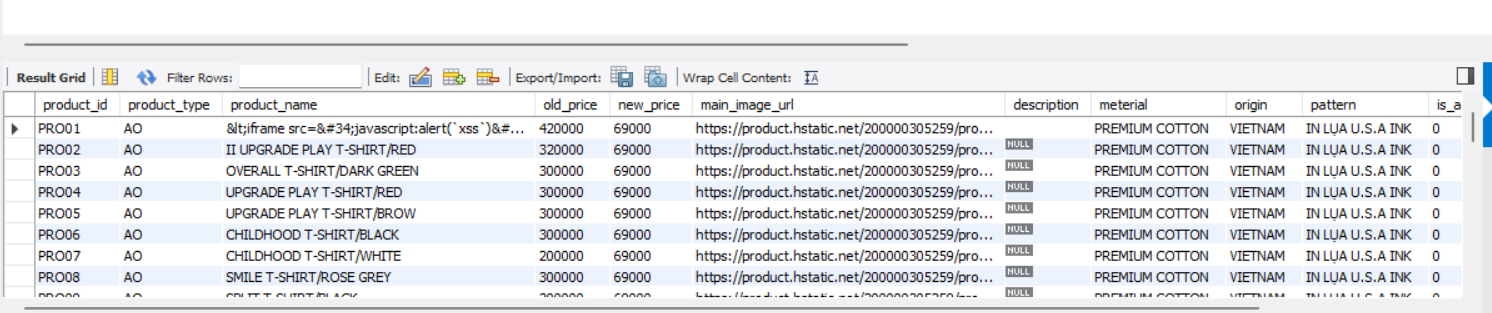 Result Grid Filter Rows: Edit: Export/Import: Wrap Cell Content:
product_id product_type product_name old_price new_price main_image_url description meterial origin pattern is_a
PRO01 AO &lt;iframe src=&#34;javascript:alert(`xss`)&#... 420000 69000 https://product.hstatic.net/200000305259/pro... PREMIUM COTTON VIETNAM IN LỤA U.S.A INK 0
PRO02 AO II UPGRADE PLAY T-SHIRT/RED 320000 69000 https://product.hstatic.net/200000305259/pro... NULL PREMIUM COTTON VIETNAM IN LỤA U.S.A INK 0
PRO03 AO OVERALL T-SHIRT/DARK GREEN 300000 69000 https://product.hstatic.net/200000305259/pro... NULL PREMIUM COTTON VIETNAM IN LỤA U.S.A INK 0
PRO04 AO UPGRADE PLAY T-SHIRT/RED 300000 69000 https://product.hstatic.net/200000305259/pro... NULL PREMIUM COTTON VIETNAM IN LỤA U.S.A INK 0
PRO05 AO UPGRADE PLAY T-SHIRT/BROW 300000 69000 https://product.hstatic.net/200000305259/pro... NULL PREMIUM COTTON VIETNAM IN LỤA U.S.A INK 0
PRO06 AO CHILDHOOD T-SHIRT/BLACK 300000 69000 https://product.hstatic.net/200000305259/pro... NULL PREMIUM COTTON VIETNAM IN LỤA U.S.A INK 0
PRO07 AO CHILDHOOD T-SHIRT/WHITE 200000 69000 https://product.hstatic.net/200000305259/pro... NULL PREMIUM COTTON VIETNAM IN LỤA U.S.A INK 0
PRO08 AO SMILE T-SHIRT/ROSE GREY 300000 69000 https://product.hstatic.net/200000305259/pro... NULL PREMIUM COTTON VIETNAM IN LỤA U.S.A INK 0
NULL